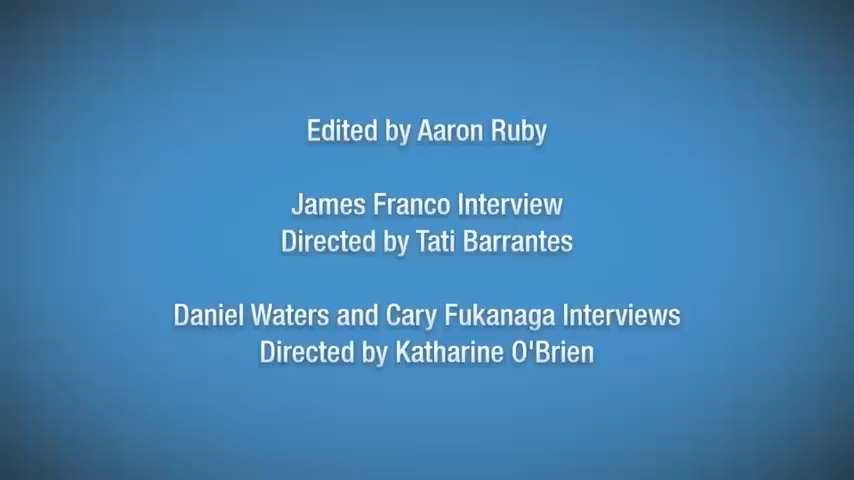 Edited by Aaron Ruby
James Franco Interview
Directed by Tati Barrantes
Daniel Waters and Cary Fukanaga Interviews
Directed by Katharine O'Brien